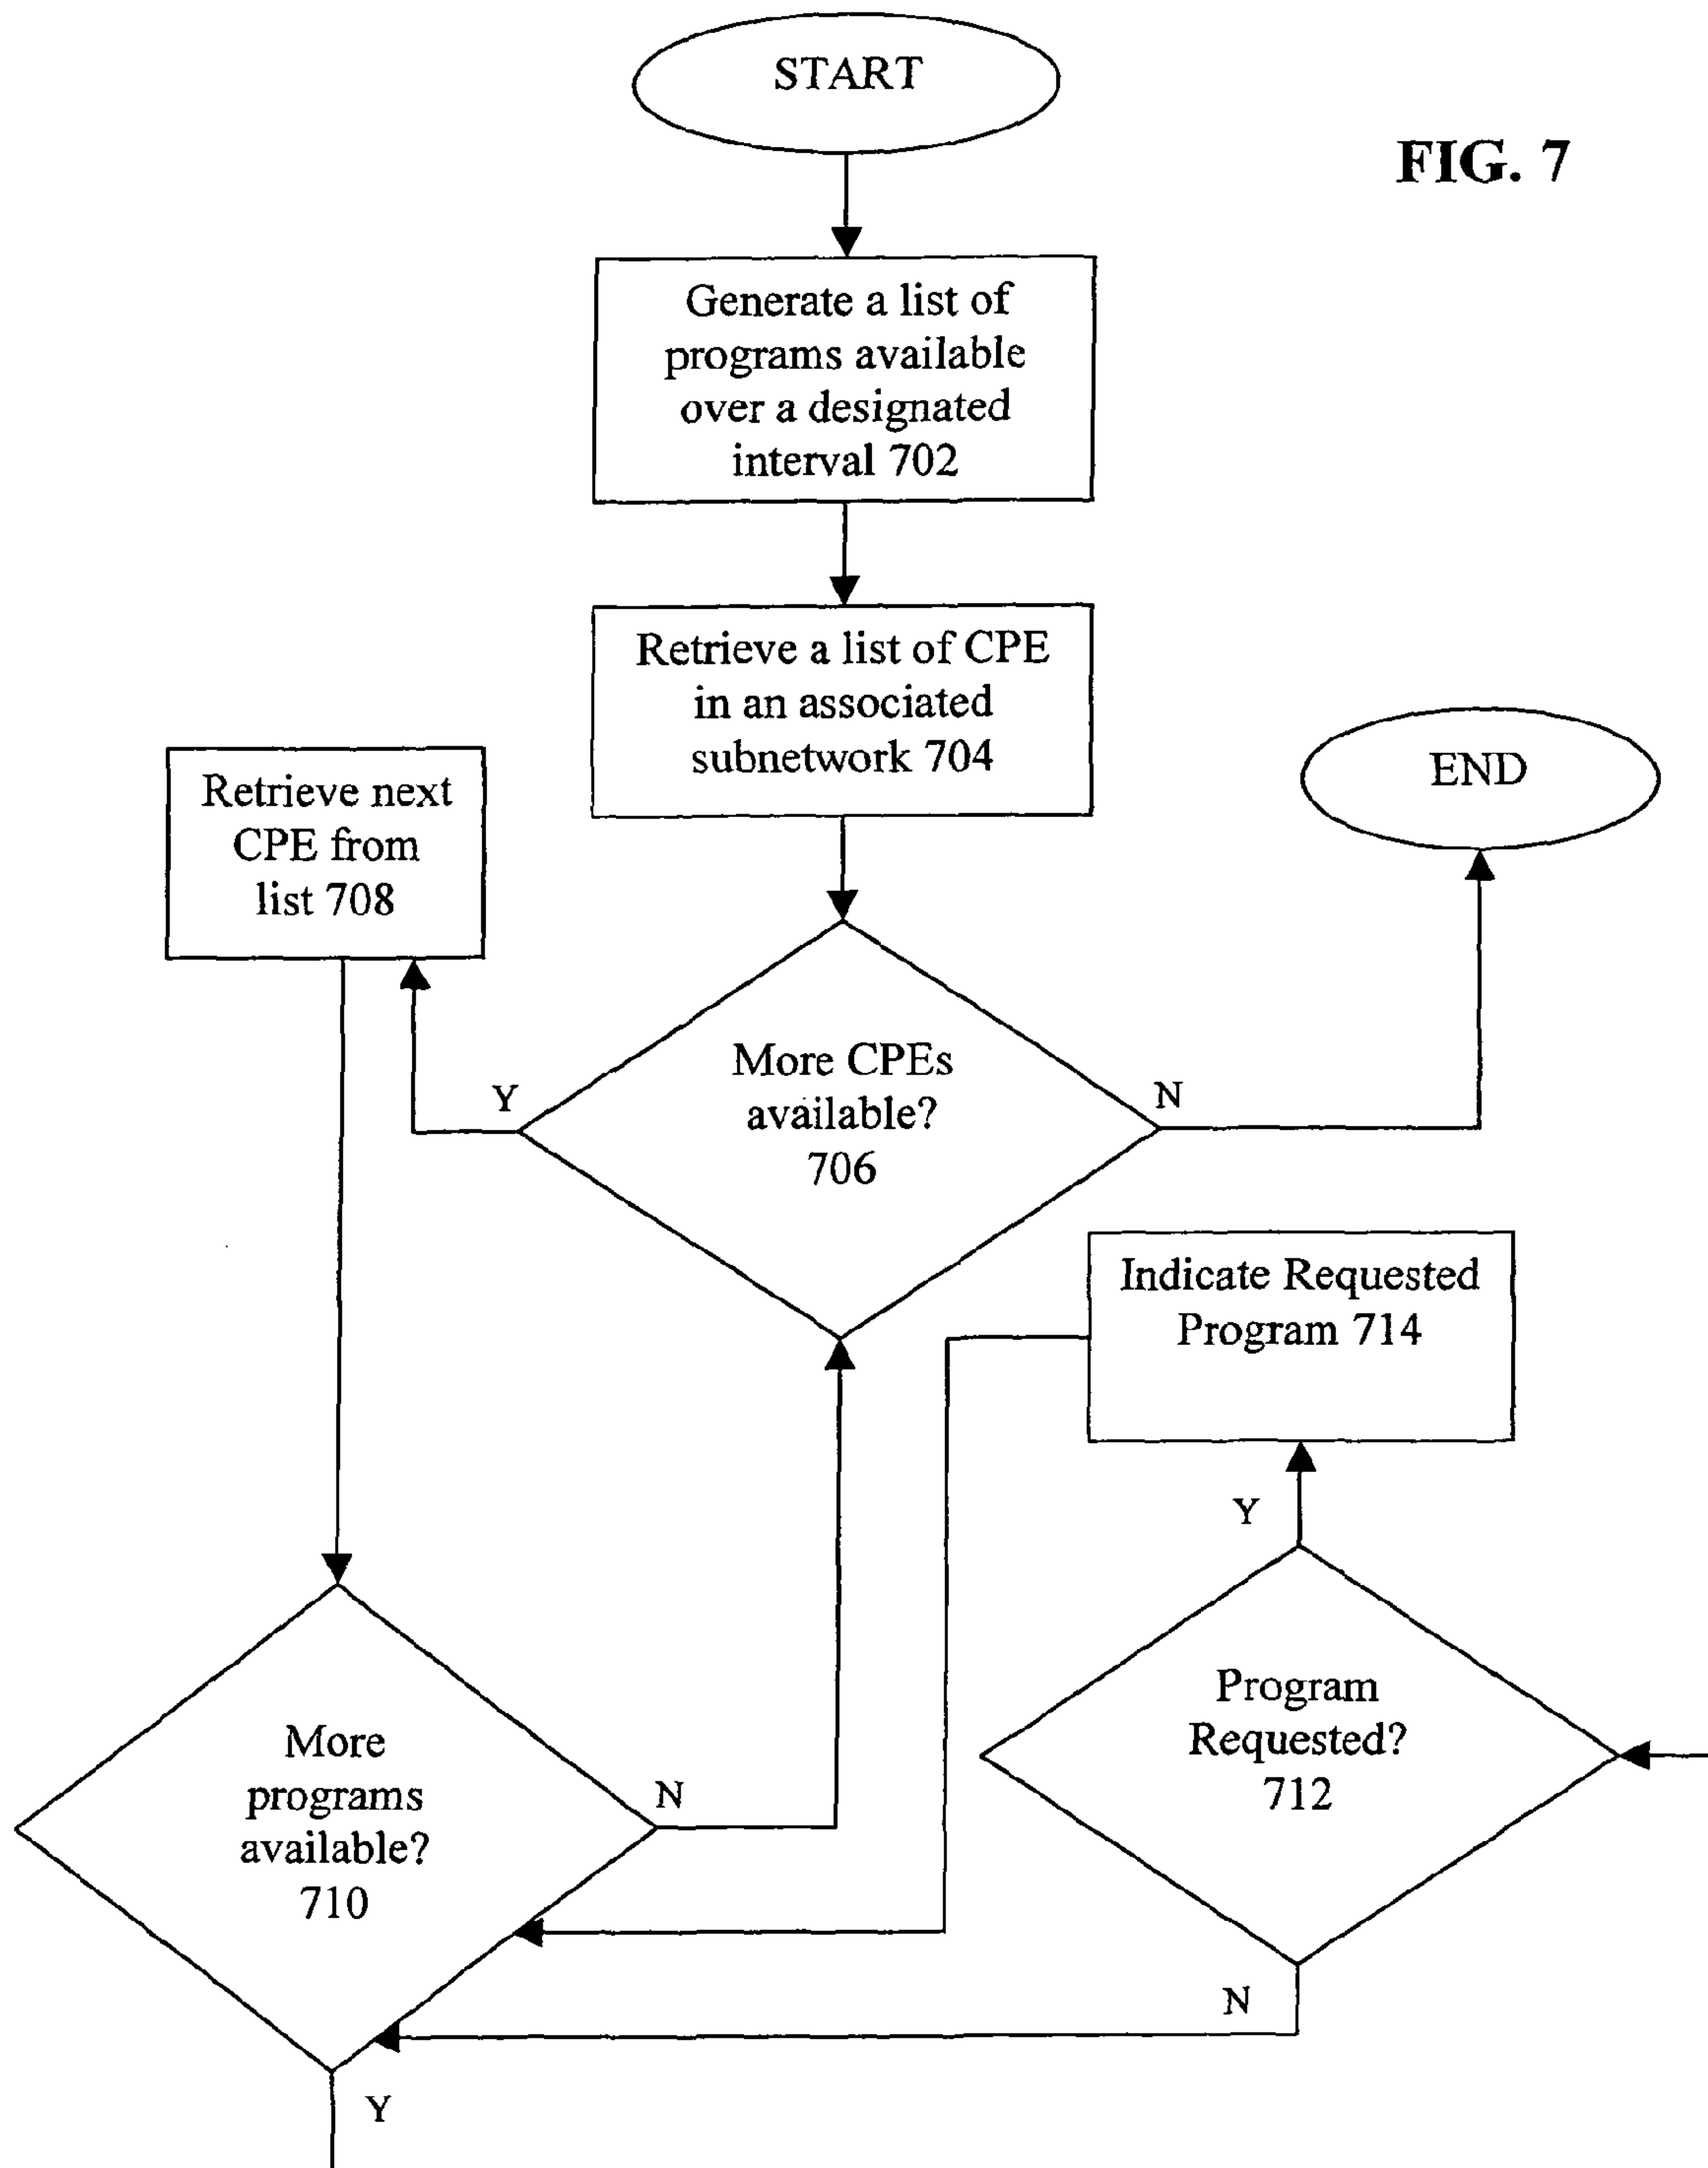 START
FIG. 7
Generate a list of
programs available
over a designated
interval 702
Retrieve a list of CPE
in an associated
subnetwork 704
END
Retrieve next
CPE from
list 708
More CPEs
available?
706
Y
N
Indicate Requested
Program 714
Y
Program
Requested?
712
More
programs
available?
710
N
N
Y